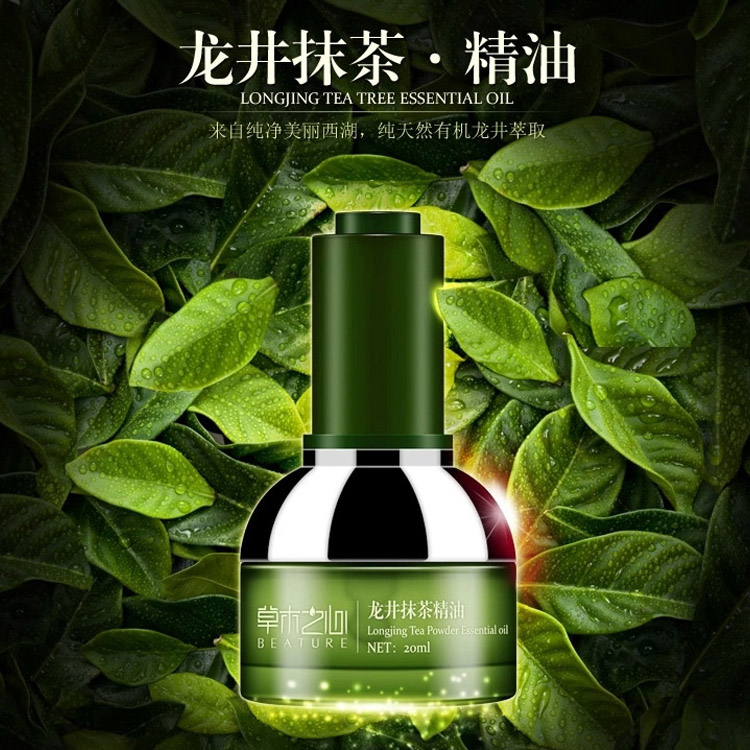 龙井抹茶·精油
LONGJING TEA TREE ESSENTIAL OIL
来自纯净美丽西湖，纯天然有机龙井萃取
草木之心
BEATURE
龙井抹茶精油
Longjing Tea Powder Essential oil
NET：20ml